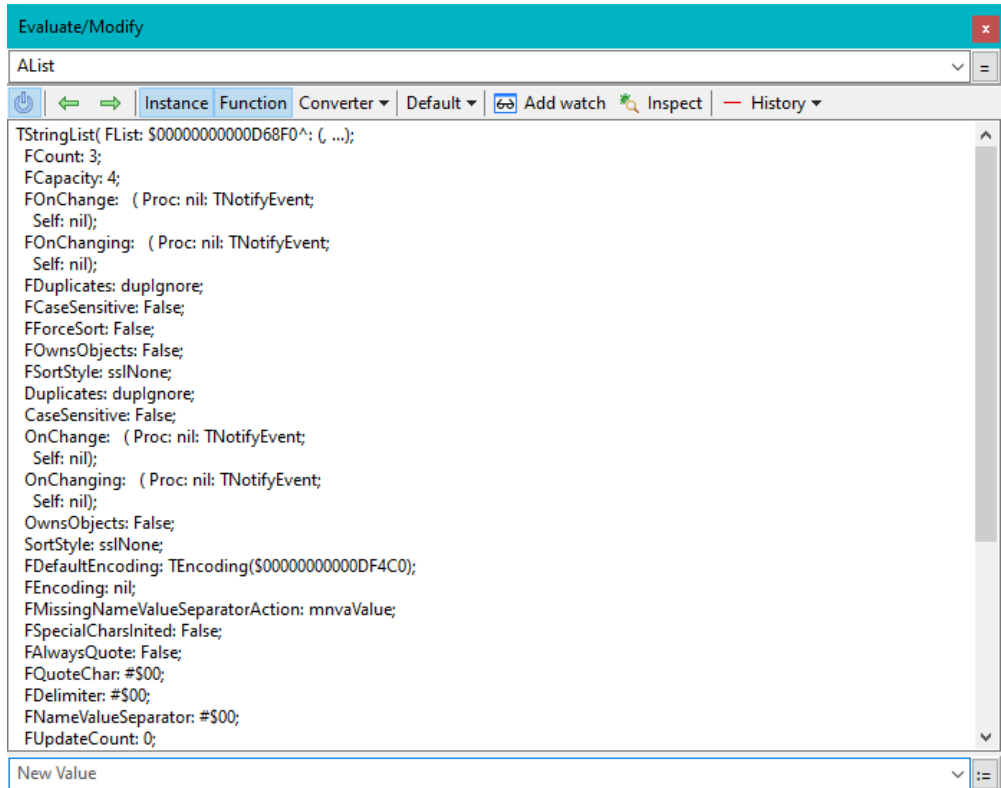 Evaluate/Modify
x
AList
=
Instance Function Converter Default Add watch Inspect History
TStringList( FList: $00000000000D68F0^: (, ...);
FCount: 3;
FCapacity: 4;
FOnChange:   ( Proc: nil: TNotifyEvent;
Self: nil);
FOnChanging:   ( Proc: nil: TNotifyEvent;
Self: nil);
FDuplicates: dupIgnore;
FCaseSensitive: False;
FForceSort: False;
FOwnsObjects: False;
FSortStyle: sslNone;
Duplicates: dupIgnore;
CaseSensitive: False;
OnChange:   ( Proc: nil: TNotifyEvent;
Self: nil);
OnChanging:   ( Proc: nil: TNotifyEvent;
Self: nil);
OwnsObjects: False;
SortStyle: sslNone;
FDefaultEncoding: TEncoding($00000000000DF4C0);
FEncoding: nil;
FMissingNameValueSeparatorAction: mnvaValue;
FSpecialCharsInited: False;
FAlwaysQuote: False;
FQuoteChar: #$00;
FDelimiter: #$00;
FNameValueSeparator: #$00;
FUpdateCount: 0;
New Value
:=